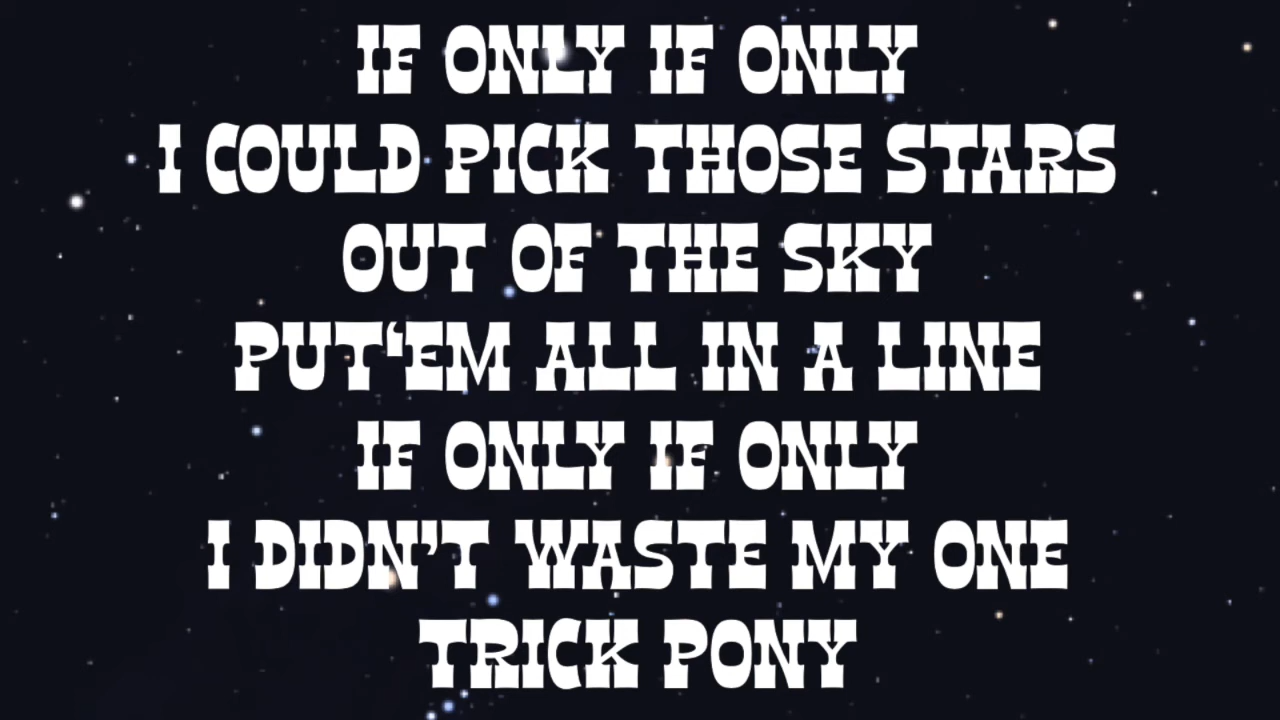 IF ONLY IF ONLY
I COULD PICK THOSE STARS
OUT OF THE SKY
PUT‘EM ALL IN A LINE
IF ONLY IF ONLY
I DIDN’T WASTE MY ONE
TRICK PONY